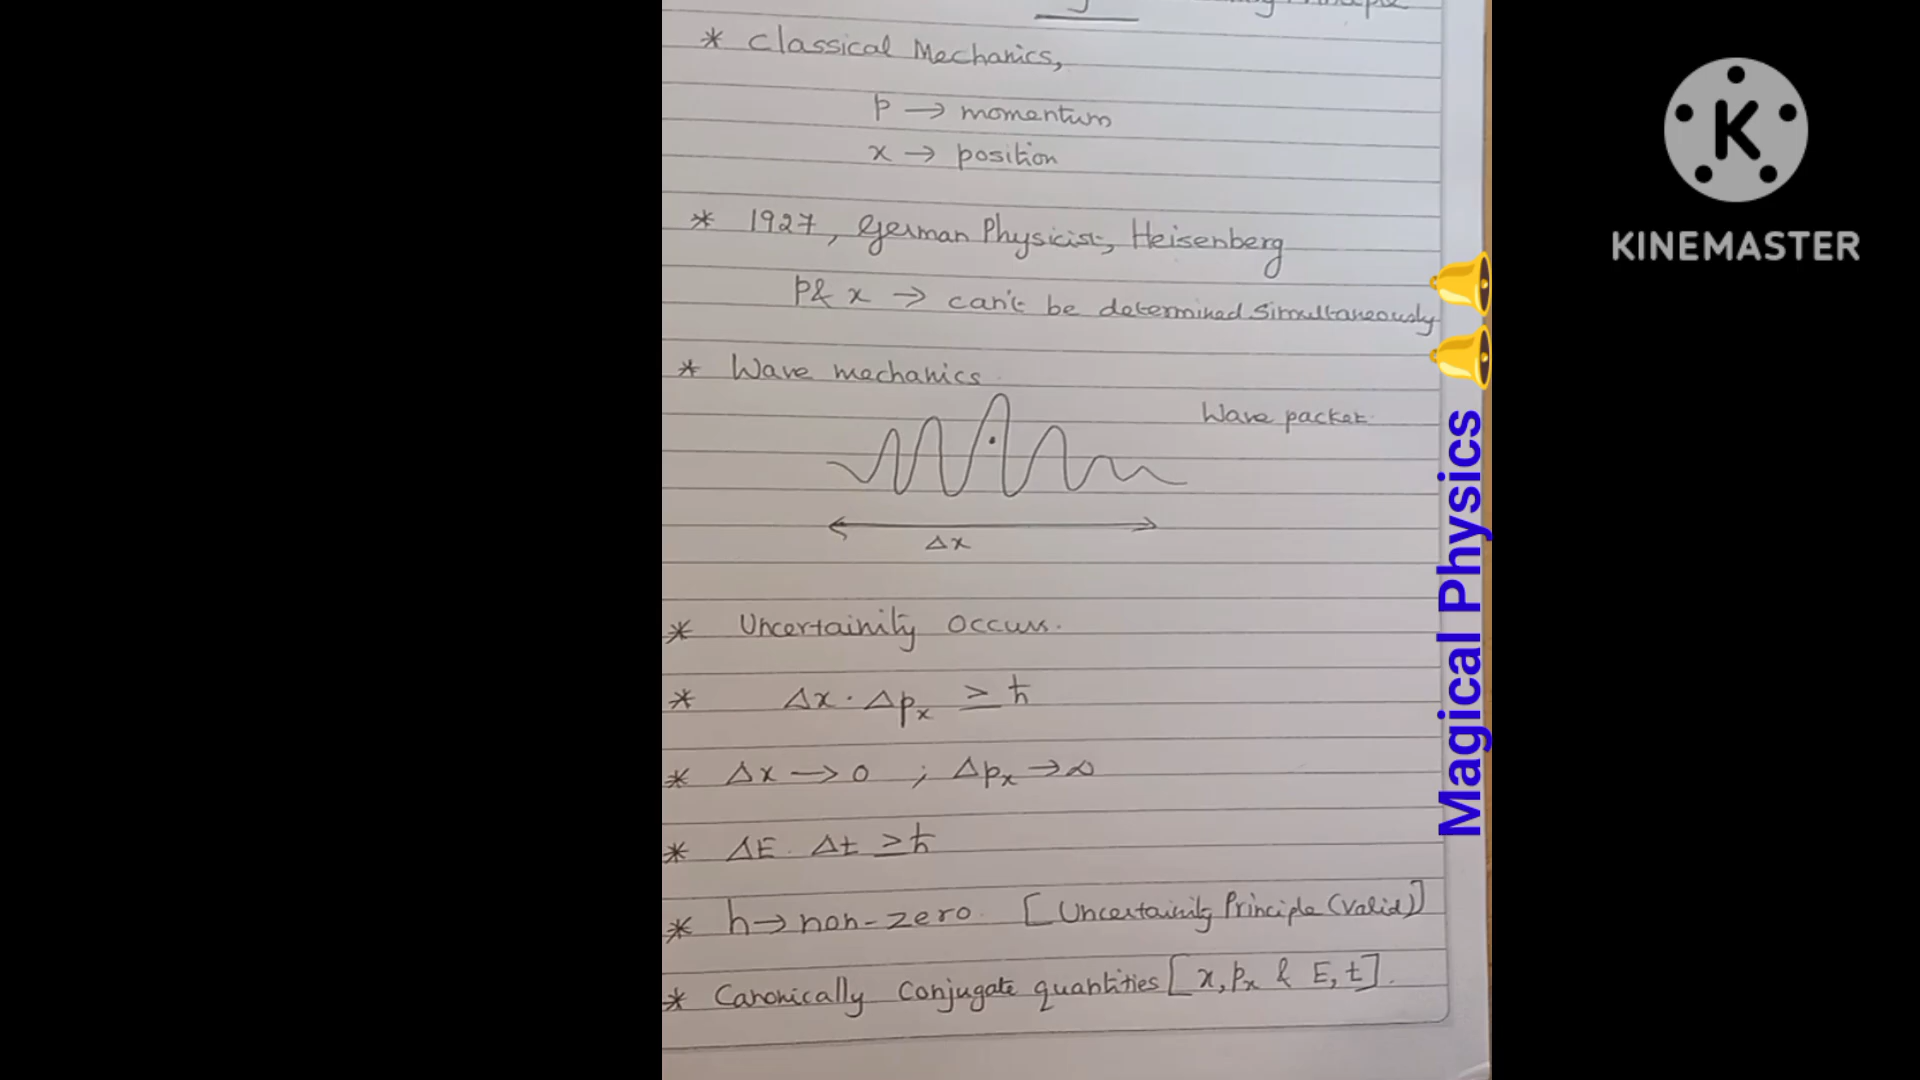 Principle
* Classical Mechanics,
p → momentum
x → position
* 1927, German Physicist, Heisenberg
p & x → can't be determined simultaneously
* Wave mechanics
Wave packet
Δx
* Uncertainity occurs.
* Δx · Δpₓ ≥ ħ
* Δx → 0 ; Δpₓ → ∞
* ΔE . Δt ≥ ħ
* h → non-zero. [Uncertainity Principle (valid)]
* Canonically Conjugate quantities [x, pₓ & E, t].
Magical Physics 🔔🔔
K
KINEMASTER